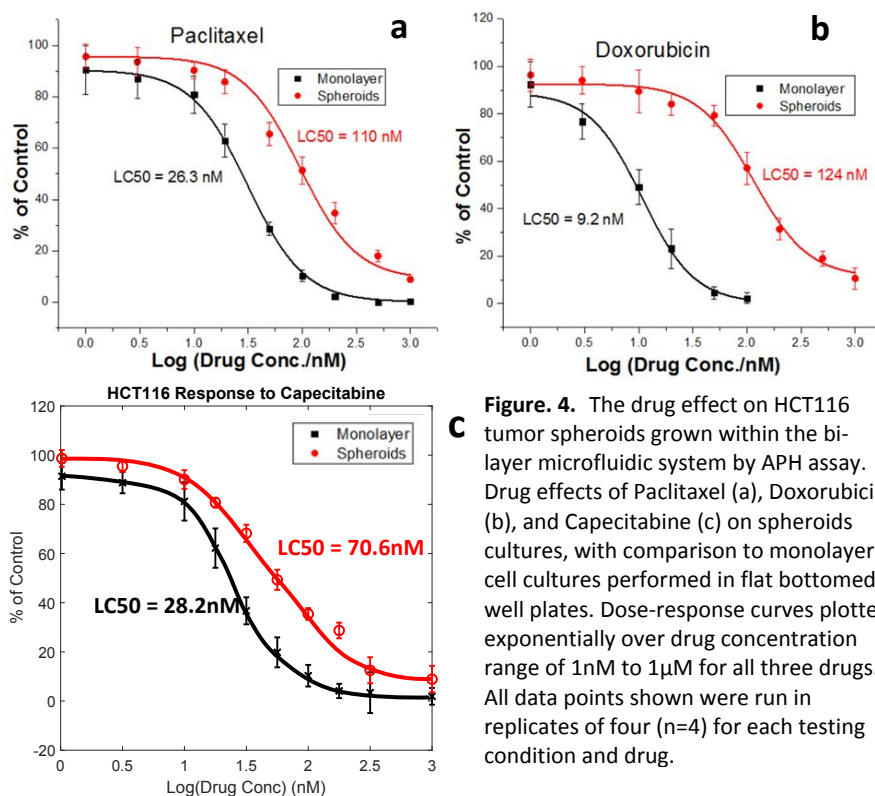 a
Paclitaxel
Monolayer
Spheroids
LC50 = 110 nM
LC50 = 26.3 nM
% of Control
100
80
60
40
20
0
0.0 0.5 1.0 1.5 2.0 2.5 3.0
Log (Drug Conc./nM)
b
Doxorubicin
Monolayer
Spheroids
LC50 = 124 nM
LC50 = 9.2 nM
% of Control
120
100
80
60
40
20
0
0.0 0.5 1.0 1.5 2.0 2.5 3.0
Log (Drug Conc./nM)
HCT116 Response to Capecitabine
c
Monolayer
Spheroids
LC50 = 70.6nM
LC50 = 28.2nM
% of Control
120
100
80
60
40
20
0
-20
0 0.5 1 1.5 2 2.5 3
Log(Drug Conc) (nM)
Figure. 4. The drug effect on HCT116
tumor spheroids grown within the bi-
layer microfluidic system by APH assay.
Drug effects of Paclitaxel (a), Doxorubici
(b), and Capecitabine (c) on spheroids
cultures, with comparison to monolayer
cell cultures performed in flat bottomed
well plates. Dose-response curves plotte
exponentially over drug concentration
range of 1nM to 1µM for all three drugs.
All data points shown were run in
replicates of four (n=4) for each testing
condition and drug.